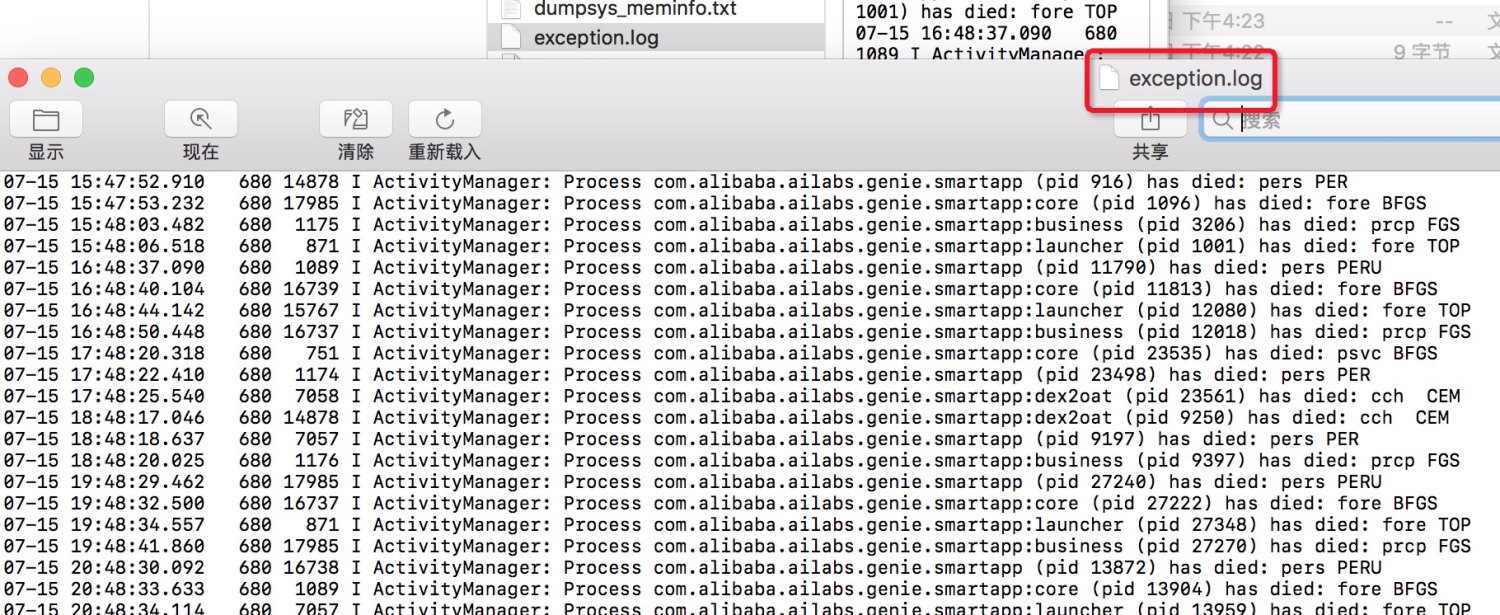 dumpsys_meminfo.txt
exception.log
1001) has died: fore TOP
07-15 16:48:37.090 680
1089 I ActivityManager:
下午4:23 --
下午4:22 9 字节
exception.log
搜索
显示 现在 清除 重新载入 共享
07-15 15:47:52.910 680 14878 I ActivityManager: Process com.alibaba.ailabs.genie.smartapp (pid 916) has died: pers PER
07-15 15:47:53.232 680 17985 I ActivityManager: Process com.alibaba.ailabs.genie.smartapp:core (pid 1096) has died: fore BFGS
07-15 15:48:03.482 680 1175 I ActivityManager: Process com.alibaba.ailabs.genie.smartapp:business (pid 3206) has died: prcp FGS
07-15 15:48:06.518 680 871 I ActivityManager: Process com.alibaba.ailabs.genie.smartapp:launcher (pid 1001) has died: fore TOP
07-15 16:48:37.090 680 1089 I ActivityManager: Process com.alibaba.ailabs.genie.smartapp (pid 11790) has died: pers PERU
07-15 16:48:40.104 680 16739 I ActivityManager: Process com.alibaba.ailabs.genie.smartapp:core (pid 11813) has died: fore BFGS
07-15 16:48:44.142 680 15767 I ActivityManager: Process com.alibaba.ailabs.genie.smartapp:launcher (pid 12080) has died: fore TOP
07-15 16:48:50.448 680 16737 I ActivityManager: Process com.alibaba.ailabs.genie.smartapp:business (pid 12018) has died: prcp FGS
07-15 17:48:20.318 680 751 I ActivityManager: Process com.alibaba.ailabs.genie.smartapp:core (pid 23535) has died: psvc BFGS
07-15 17:48:22.410 680 1174 I ActivityManager: Process com.alibaba.ailabs.genie.smartapp (pid 23498) has died: pers PER
07-15 17:48:25.540 680 7058 I ActivityManager: Process com.alibaba.ailabs.genie.smartapp:dex2oat (pid 23561) has died: cch CEM
07-15 18:48:17.046 680 14878 I ActivityManager: Process com.alibaba.ailabs.genie.smartapp:dex2oat (pid 9250) has died: cch CEM
07-15 18:48:18.637 680 7057 I ActivityManager: Process com.alibaba.ailabs.genie.smartapp (pid 9197) has died: pers PER
07-15 18:48:20.025 680 1176 I ActivityManager: Process com.alibaba.ailabs.genie.smartapp:business (pid 9397) has died: prcp FGS
07-15 19:48:29.462 680 17985 I ActivityManager: Process com.alibaba.ailabs.genie.smartapp (pid 27240) has died: pers PERU
07-15 19:48:32.500 680 16737 I ActivityManager: Process com.alibaba.ailabs.genie.smartapp:core (pid 27222) has died: fore BFGS
07-15 19:48:34.557 680 871 I ActivityManager: Process com.alibaba.ailabs.genie.smartapp:launcher (pid 27348) has died: fore TOP
07-15 19:48:41.860 680 17985 I ActivityManager: Process com.alibaba.ailabs.genie.smartapp:business (pid 27270) has died: prcp FGS
07-15 20:48:30.092 680 16738 I ActivityManager: Process com.alibaba.ailabs.genie.smartapp (pid 13872) has died: pers PERU
07-15 20:48:33.633 680 1089 I ActivityManager: Process com.alibaba.ailabs.genie.smartapp:core (pid 13904) has died: fore BFGS
07-15 20:48:34.114 680 7057 I ActivityManager: Process com.alibaba.ailabs.genie.smartapp:launcher (pid 13959) has died: fore TOP